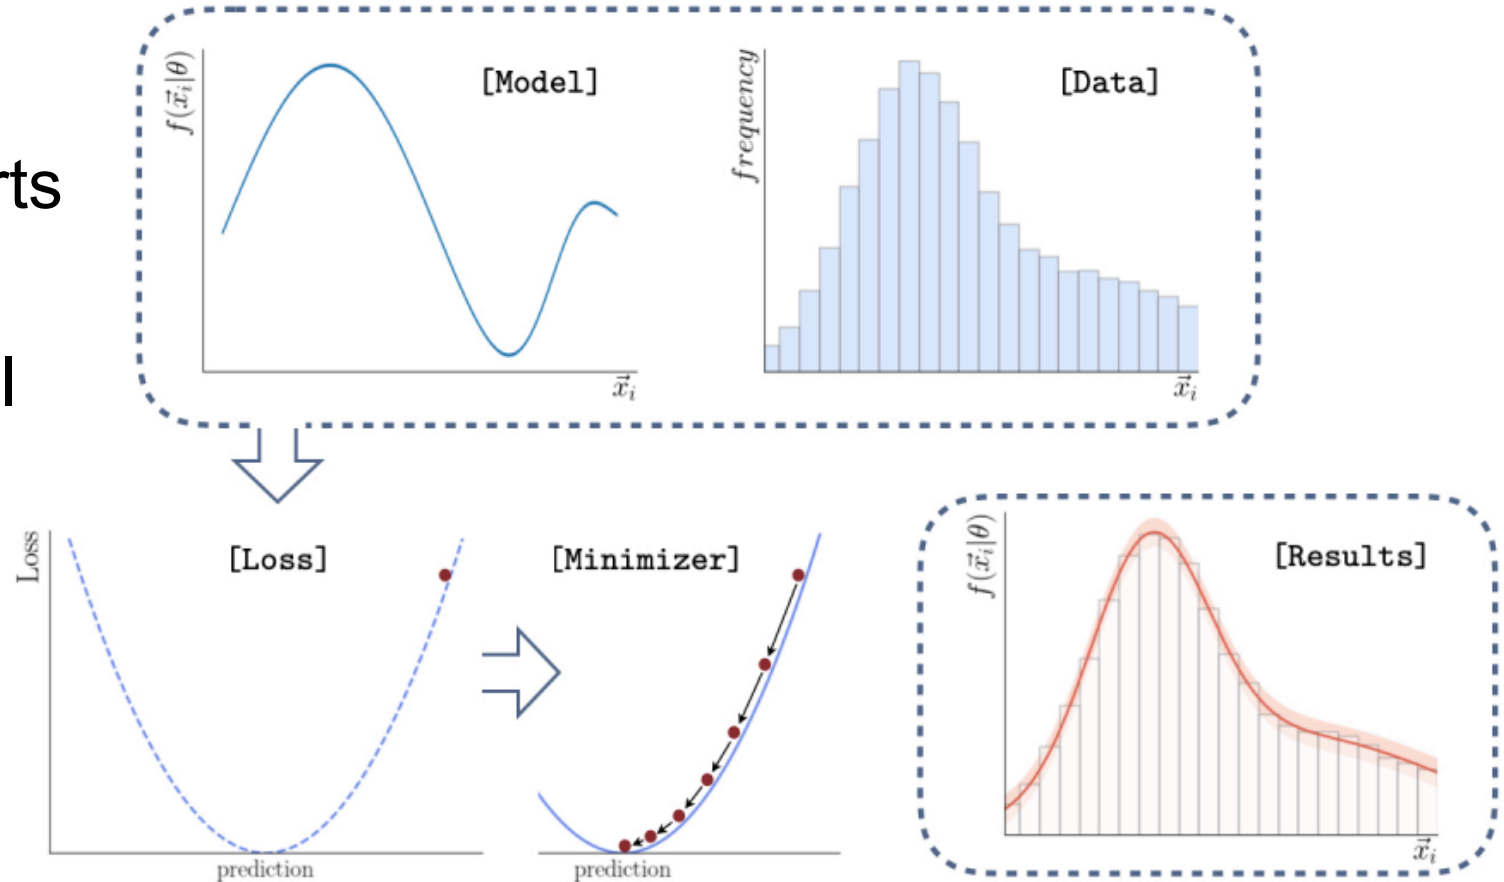 f(x⃗ᵢ|θ)
[Model]
frequency
[Data]
rts
x⃗ᵢ
x⃗ᵢ
l
Loss
[Loss]
[Minimizer]
f(x⃗ᵢ|θ)
[Results]
x⃗ᵢ
prediction
prediction